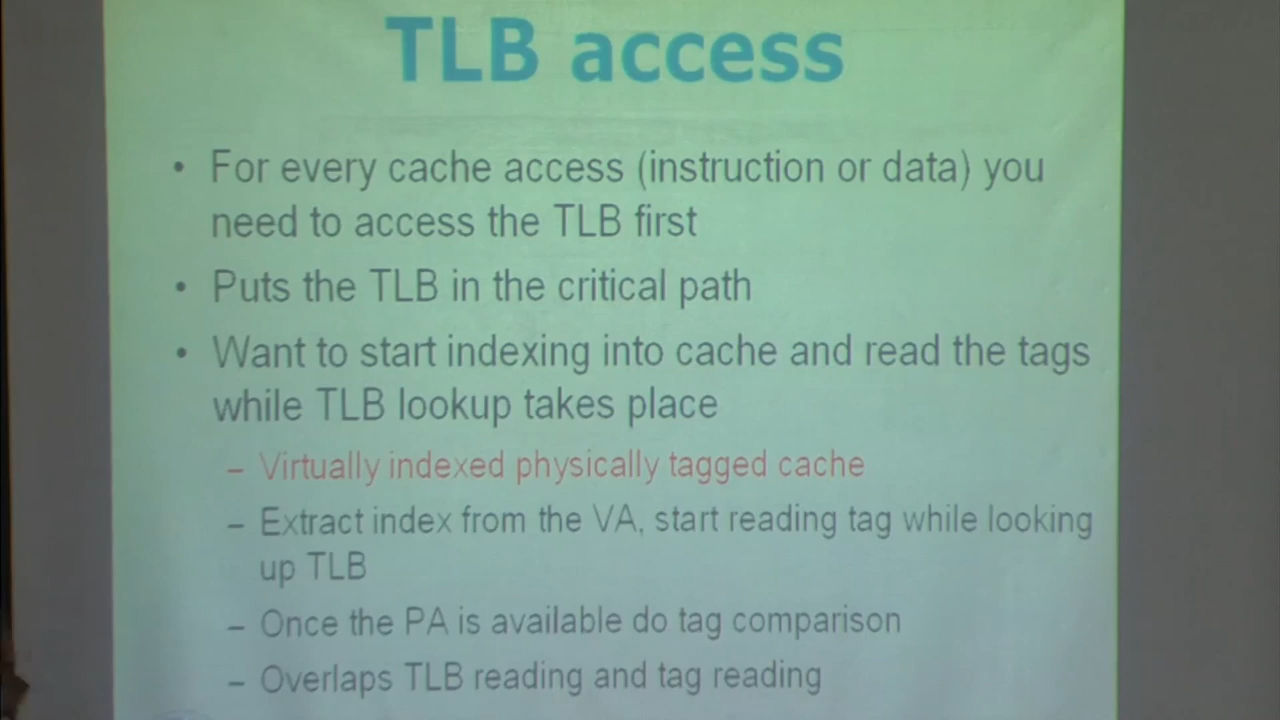 TLB access
• For every cache access (instruction or data) you
need to access the TLB first
• Puts the TLB in the critical path
• Want to start indexing into cache and read the tags
while TLB lookup takes place
– Virtually indexed physically tagged cache
– Extract index from the VA, start reading tag while looking
up TLB
– Once the PA is available do tag comparison
– Overlaps TLB reading and tag reading